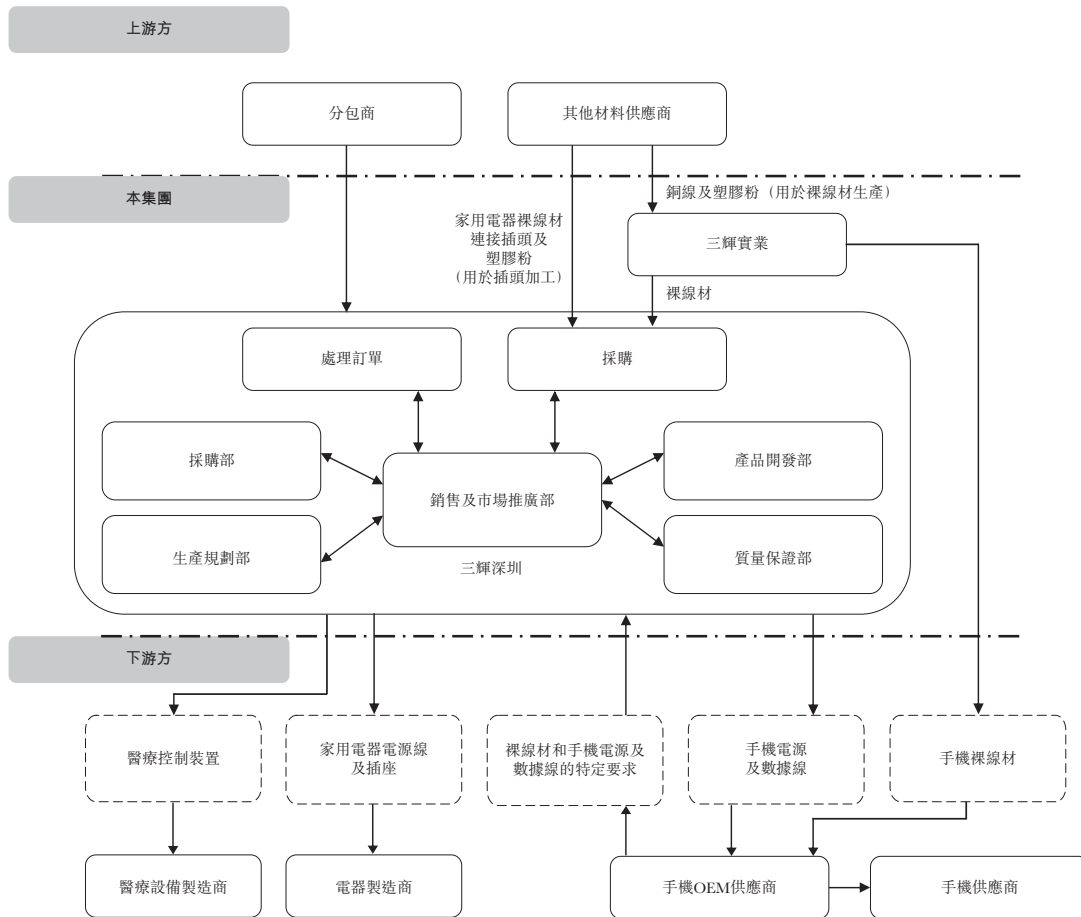 上游方
分包商
其他材料供應商
本集團
銅線及塑膠粉（用於裸線材生產）
家用電器裸線材
連接插頭及
塑膠粉
（用於插頭加工）
三輝實業
裸線材
處理訂單
採購
採購部
銷售及市場推廣部
產品開發部
生產規劃部
質量保證部
三輝深圳
下游方
醫療控制裝置
家用電器電源線
及插座
裸線材和手機電源及
數據線的特定要求
手機電源
及數據線
手機裸線材
醫療設備製造商
電器製造商
手機OEM供應商
手機供應商